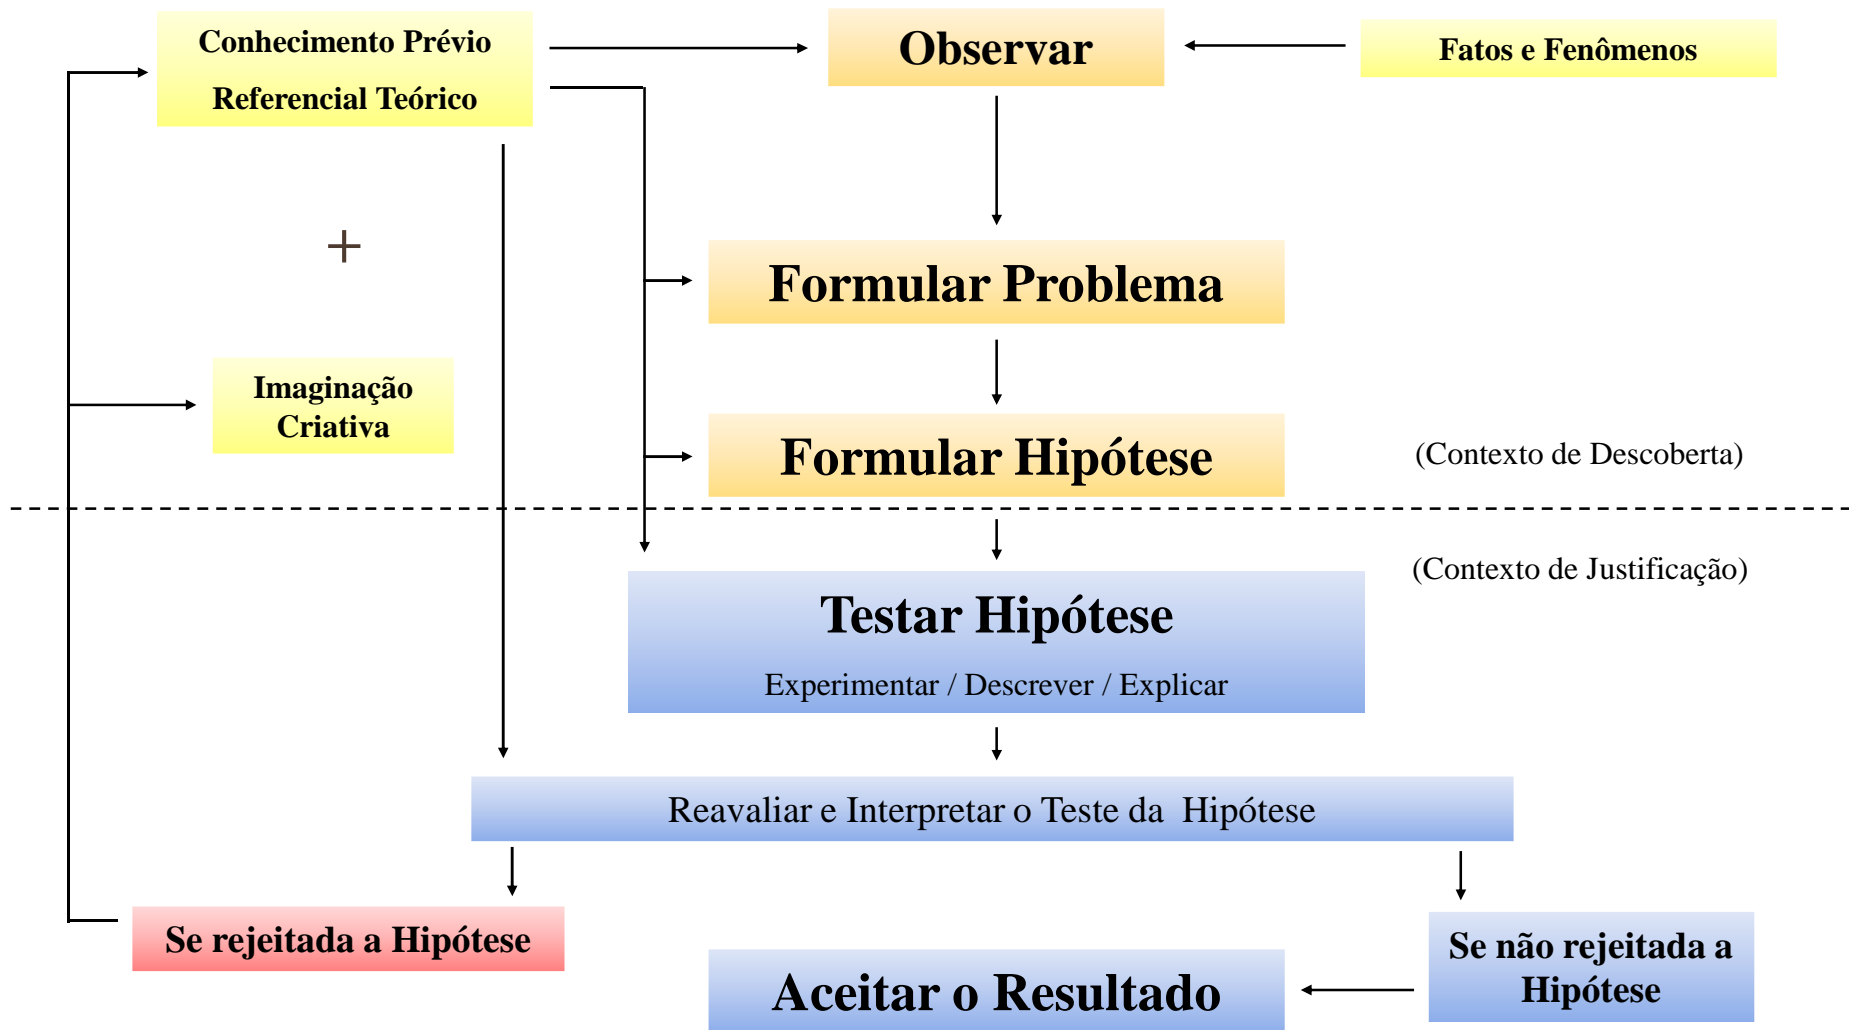 Conhecimento Prévio
Referencial Teórico
Observar
Fatos e Fenômenos
+
Formular Problema
Imaginação
Criativa
Formular Hipótese
(Contexto de Descoberta)
(Contexto de Justificação)
Testar Hipótese
Experimentar / Descrever / Explicar
Reavaliar e Interpretar o Teste da Hipótese
Se rejeitada a Hipótese
Se não rejeitada a
Hipótese
Aceitar o Resultado